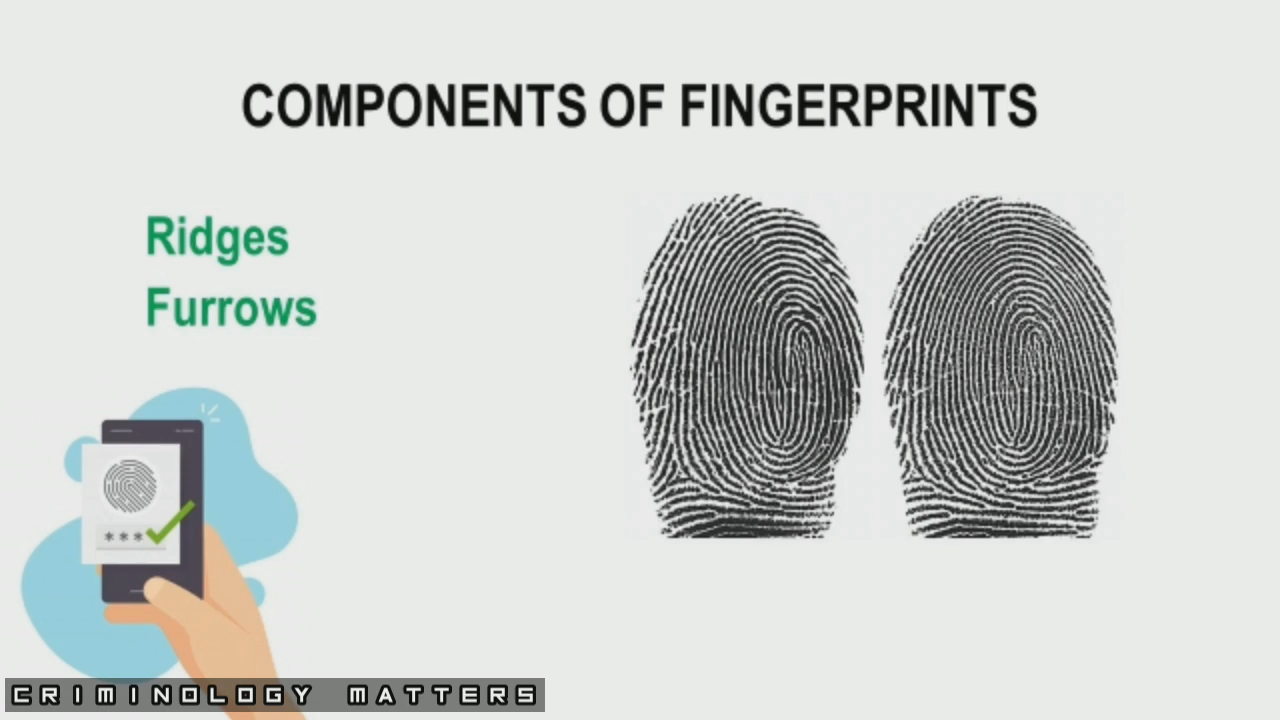 COMPONENTS OF FINGERPRINTS
Ridges
Furrows
***
CRIMINOLOGY MATTERS